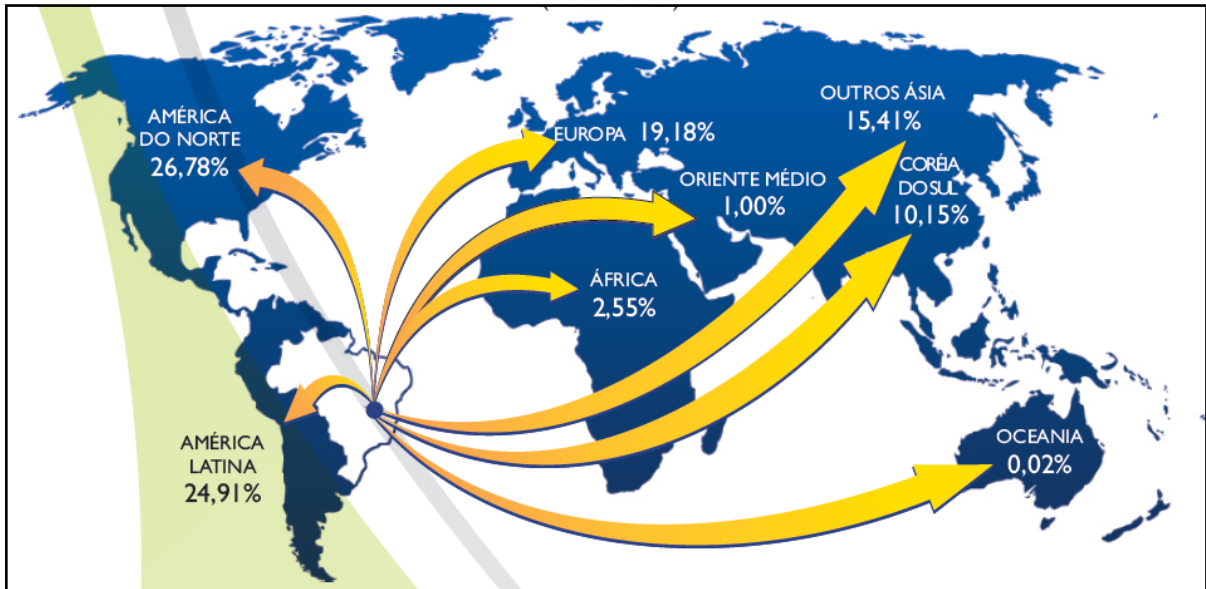 AMÉRICA
DO NORTE
26,78%
EUROPA 19,18%
OUTROS ÁSIA
15,41%
ORIENTE MÉDIO
1,00%
CORÉIA
DO SUL
10,15%
ÁFRICA
2,55%
AMÉRICA
LATINA
24,91%
OCEANIA
0,02%